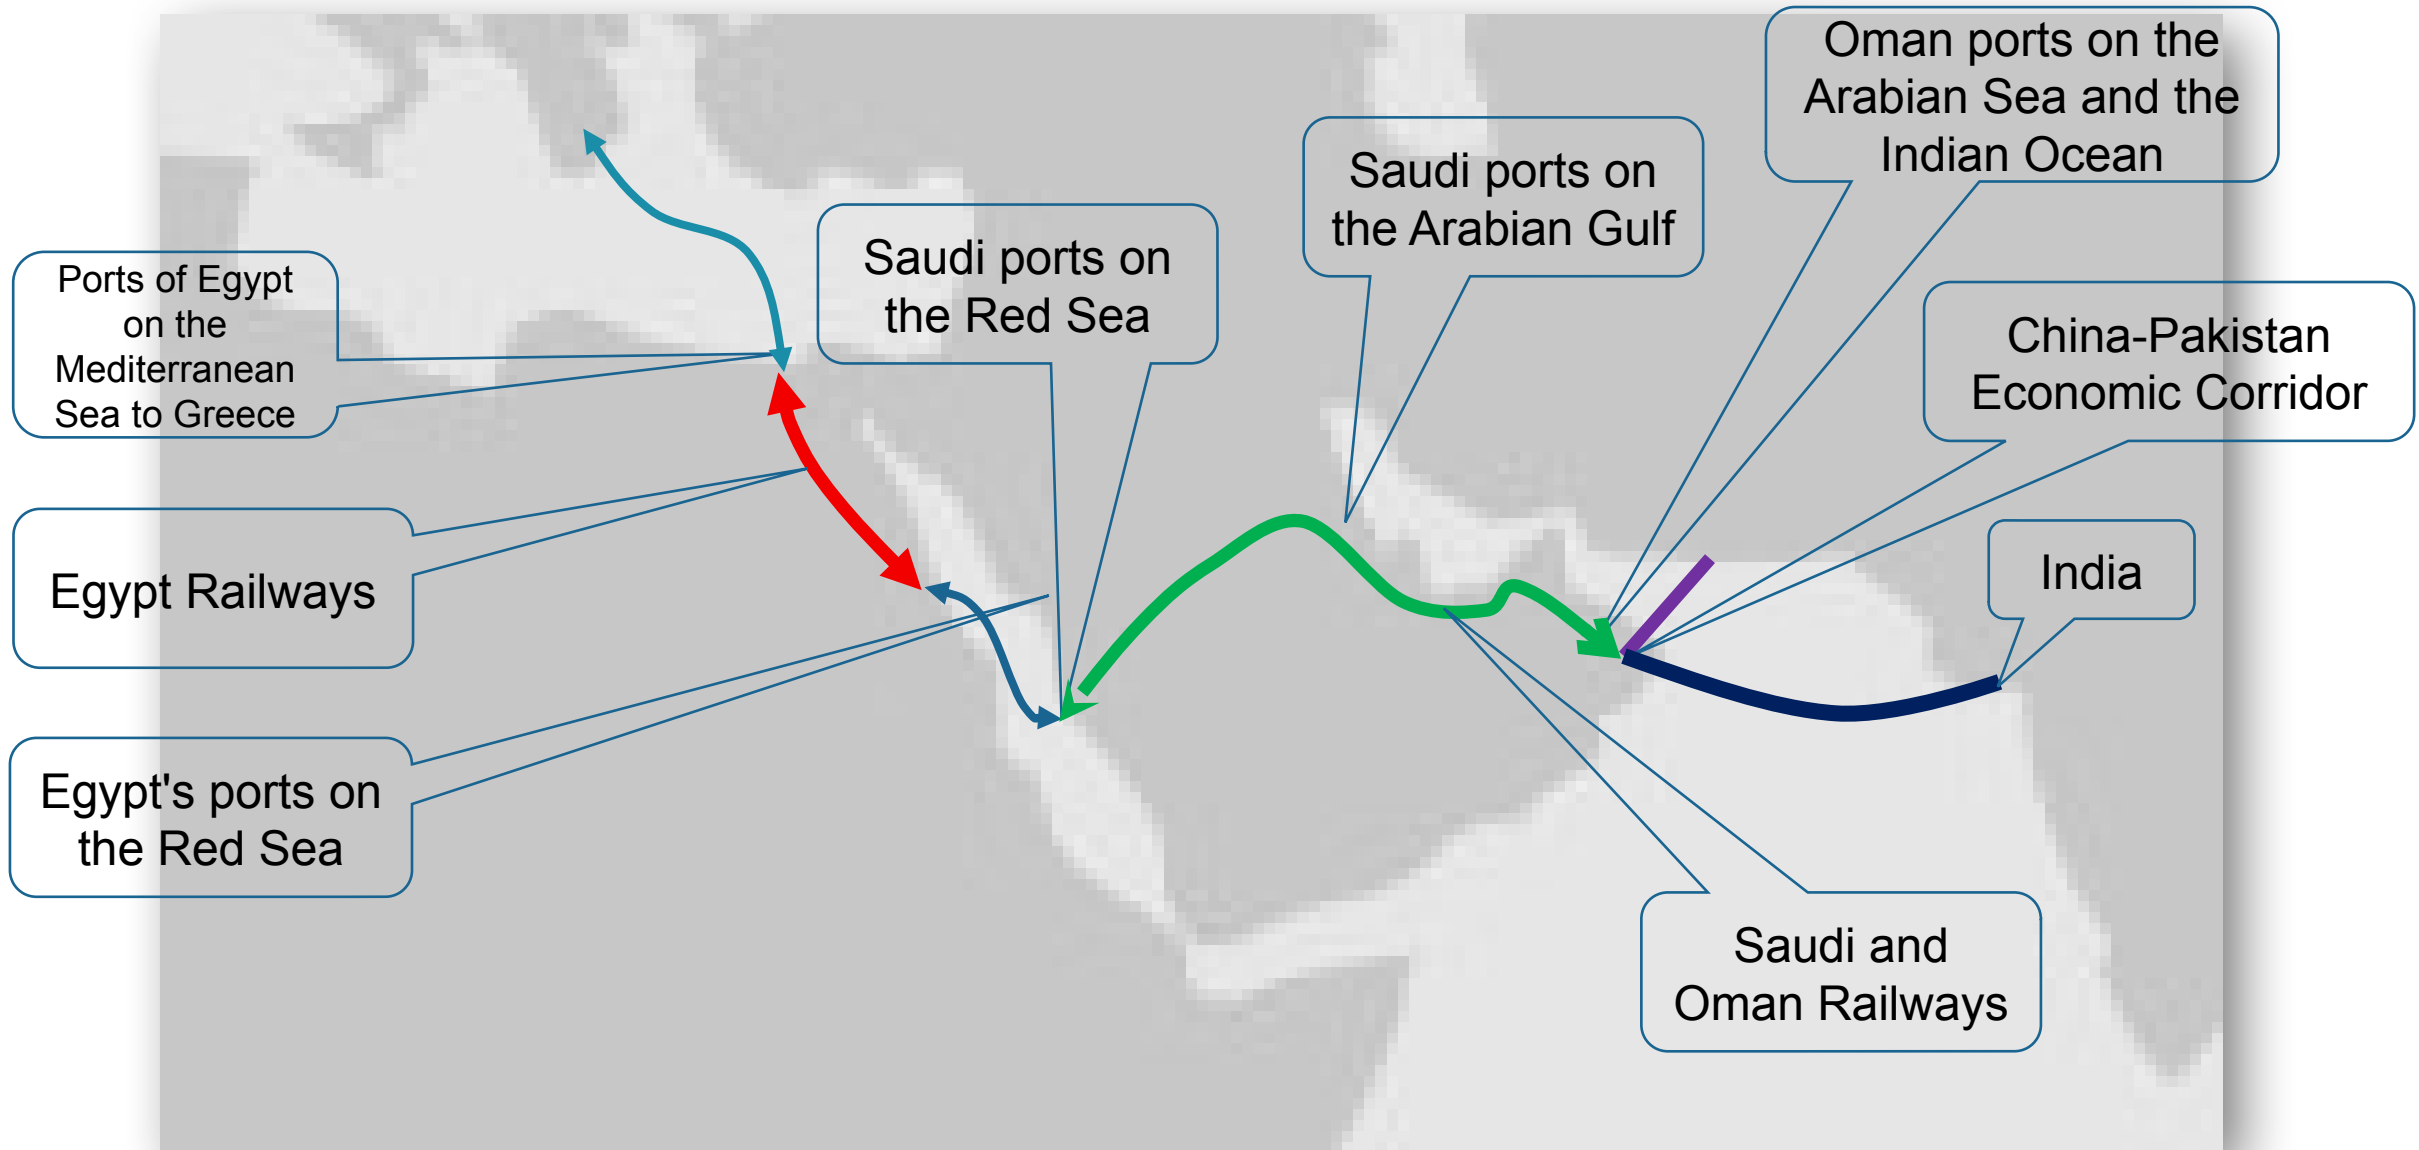 Oman ports on the
Arabian Sea and the
Indian Ocean
Saudi ports on
the Arabian Gulf
Saudi ports on
the Red Sea
Ports of Egypt
on the
Mediterranean
Sea to Greece
China-Pakistan
Economic Corridor
Egypt Railways
India
Egypt's ports on
the Red Sea
Saudi and
Oman Railways